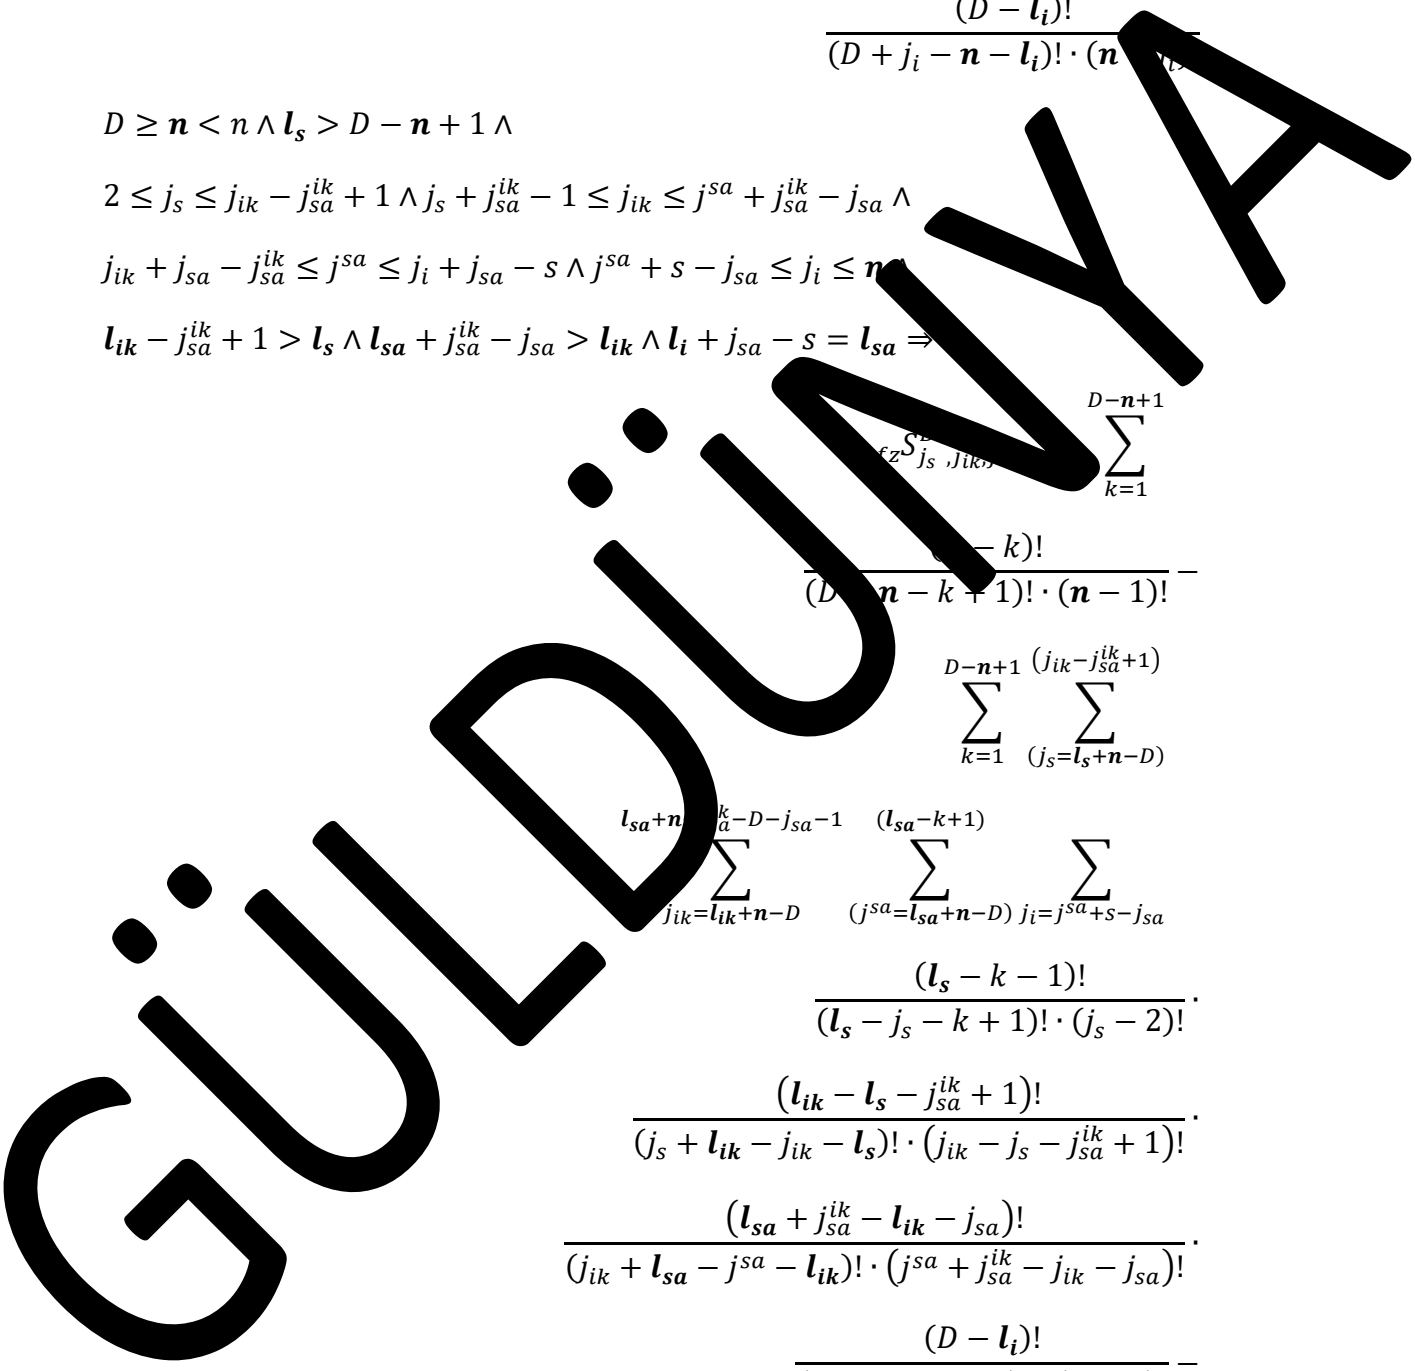 (D − l_i)!
(D + j_i − n − l_i)! · (n
D ≥ n < n ∧ l_s > D − n + 1 ∧
2 ≤ j_s ≤ j_ik − j_sa^ik + 1 ∧ j_s + j_sa^ik − 1 ≤ j_ik ≤ j^sa + j_sa^ik − j_sa ∧
j_ik + j_sa − j_sa^ik ≤ j^sa ≤ j_i + j_sa − s ∧ j^sa + s − j_sa ≤ j_i ≤ n ∧
l_ik − j_sa^ik + 1 > l_s ∧ l_sa + j_sa^ik − j_sa > l_ik ∧ l_i + j_sa − s = l_sa ⇒
D−n+1
S_j_s ,j_ik, ∑
k=1
− k)!
(D n − k + 1)! · (n − 1)! −
D−n+1 (j_ik−j_sa^ik+1)
∑ ∑
k=1 (j_s=l_s+n−D)
l_sa+n −D−j_sa−1 (l_sa−k+1)
∑ ∑ ∑
j_ik=l_ik+n−D (j^sa=l_sa+n−D) j_i=j^sa+s−j_sa
(l_s − k − 1)!
(l_s − j_s − k + 1)! · (j_s − 2)! ·
(l_ik − l_s − j_sa^ik + 1)!
(j_s + l_ik − j_ik − l_s)! · (j_ik − j_s − j_sa^ik + 1)! ·
(l_sa + j_sa^ik − l_ik − j_sa)!
(j_ik + l_sa − j^sa − l_ik)! · (j^sa + j_sa^ik − j_ik − j_sa)! ·
(D − l_i)!
−
GÜLDÜNYA